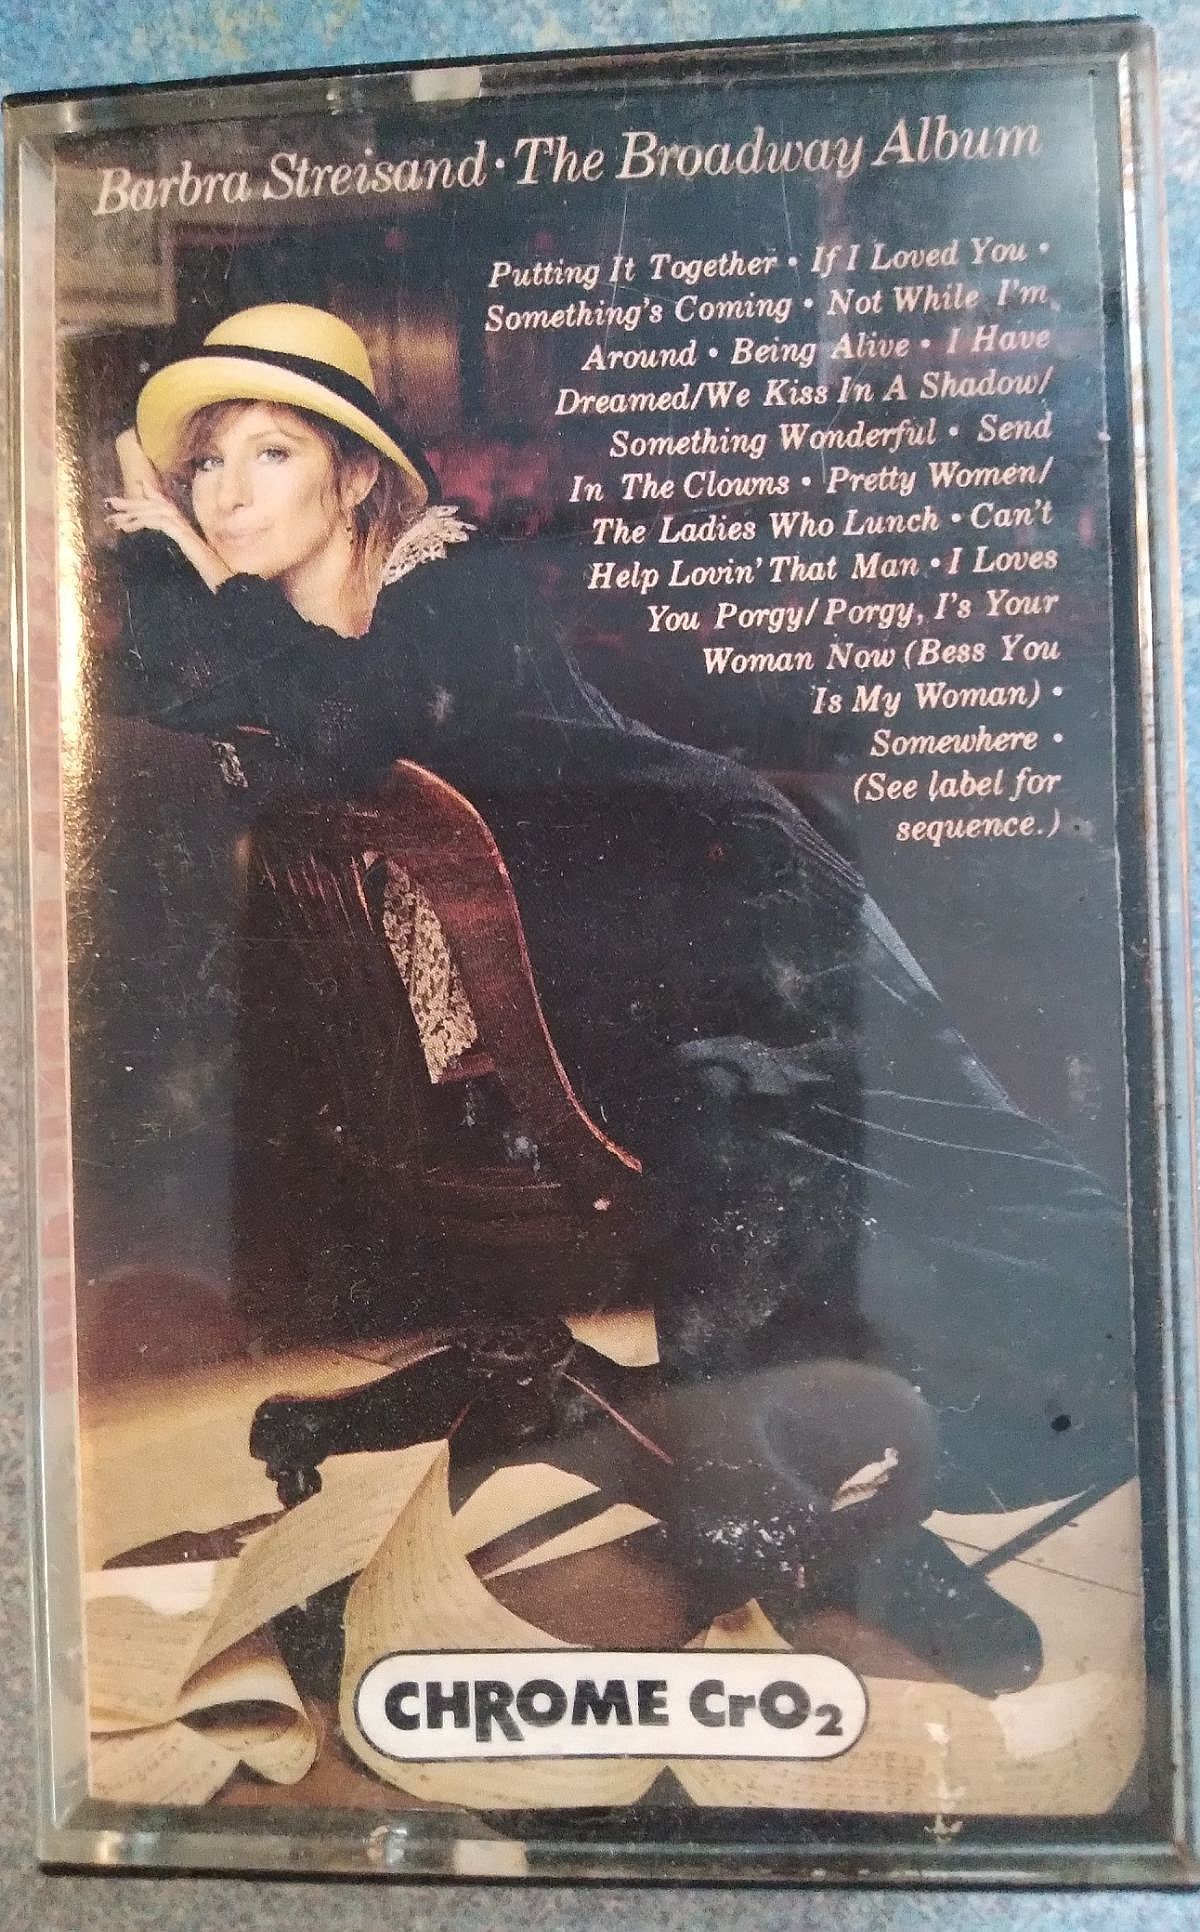 Barbra Streisand · The Broadway Album
Putting It Together • If I Loved You •
Something's Coming • Not While I'm
Around • Being Alive • I Have
Dreamed/We Kiss In A Shadow/
Something Wonderful • Send
In The Clowns • Pretty Women/
The Ladies Who Lunch • Can't
Help Lovin' That Man • I Loves
You Porgy/Porgy, I's Your
Woman Now (Bess You
Is My Woman) •
Somewhere •
(See label for
sequence.)
CHROME CrO2